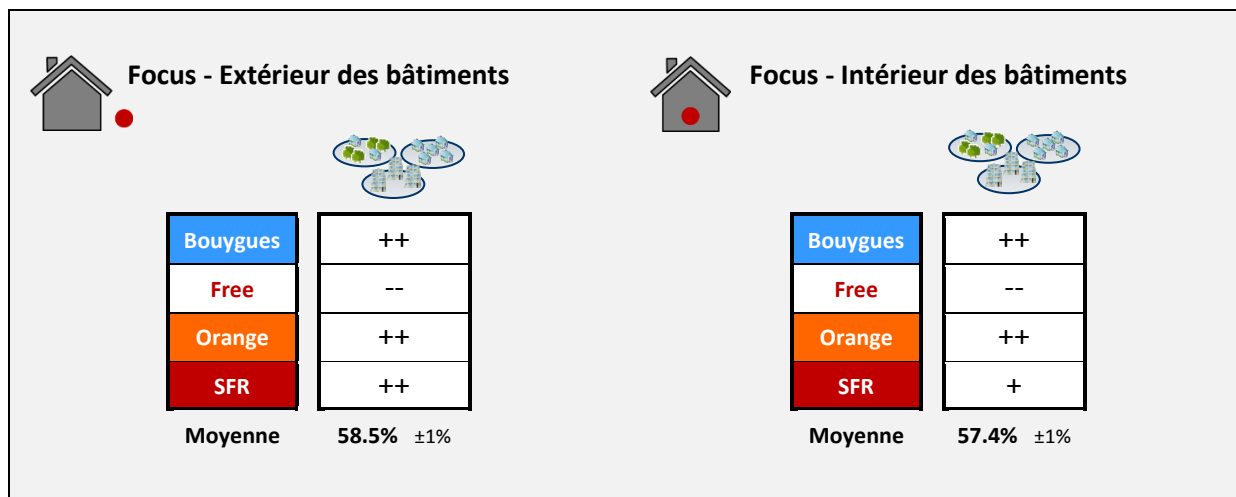 Focus - Extérieur des bâtiments
Bouygues ++
Free --
Orange ++
SFR ++
Moyenne 58.5% ±1%
Focus - Intérieur des bâtiments
Bouygues ++
Free --
Orange ++
SFR +
Moyenne 57.4% ±1%